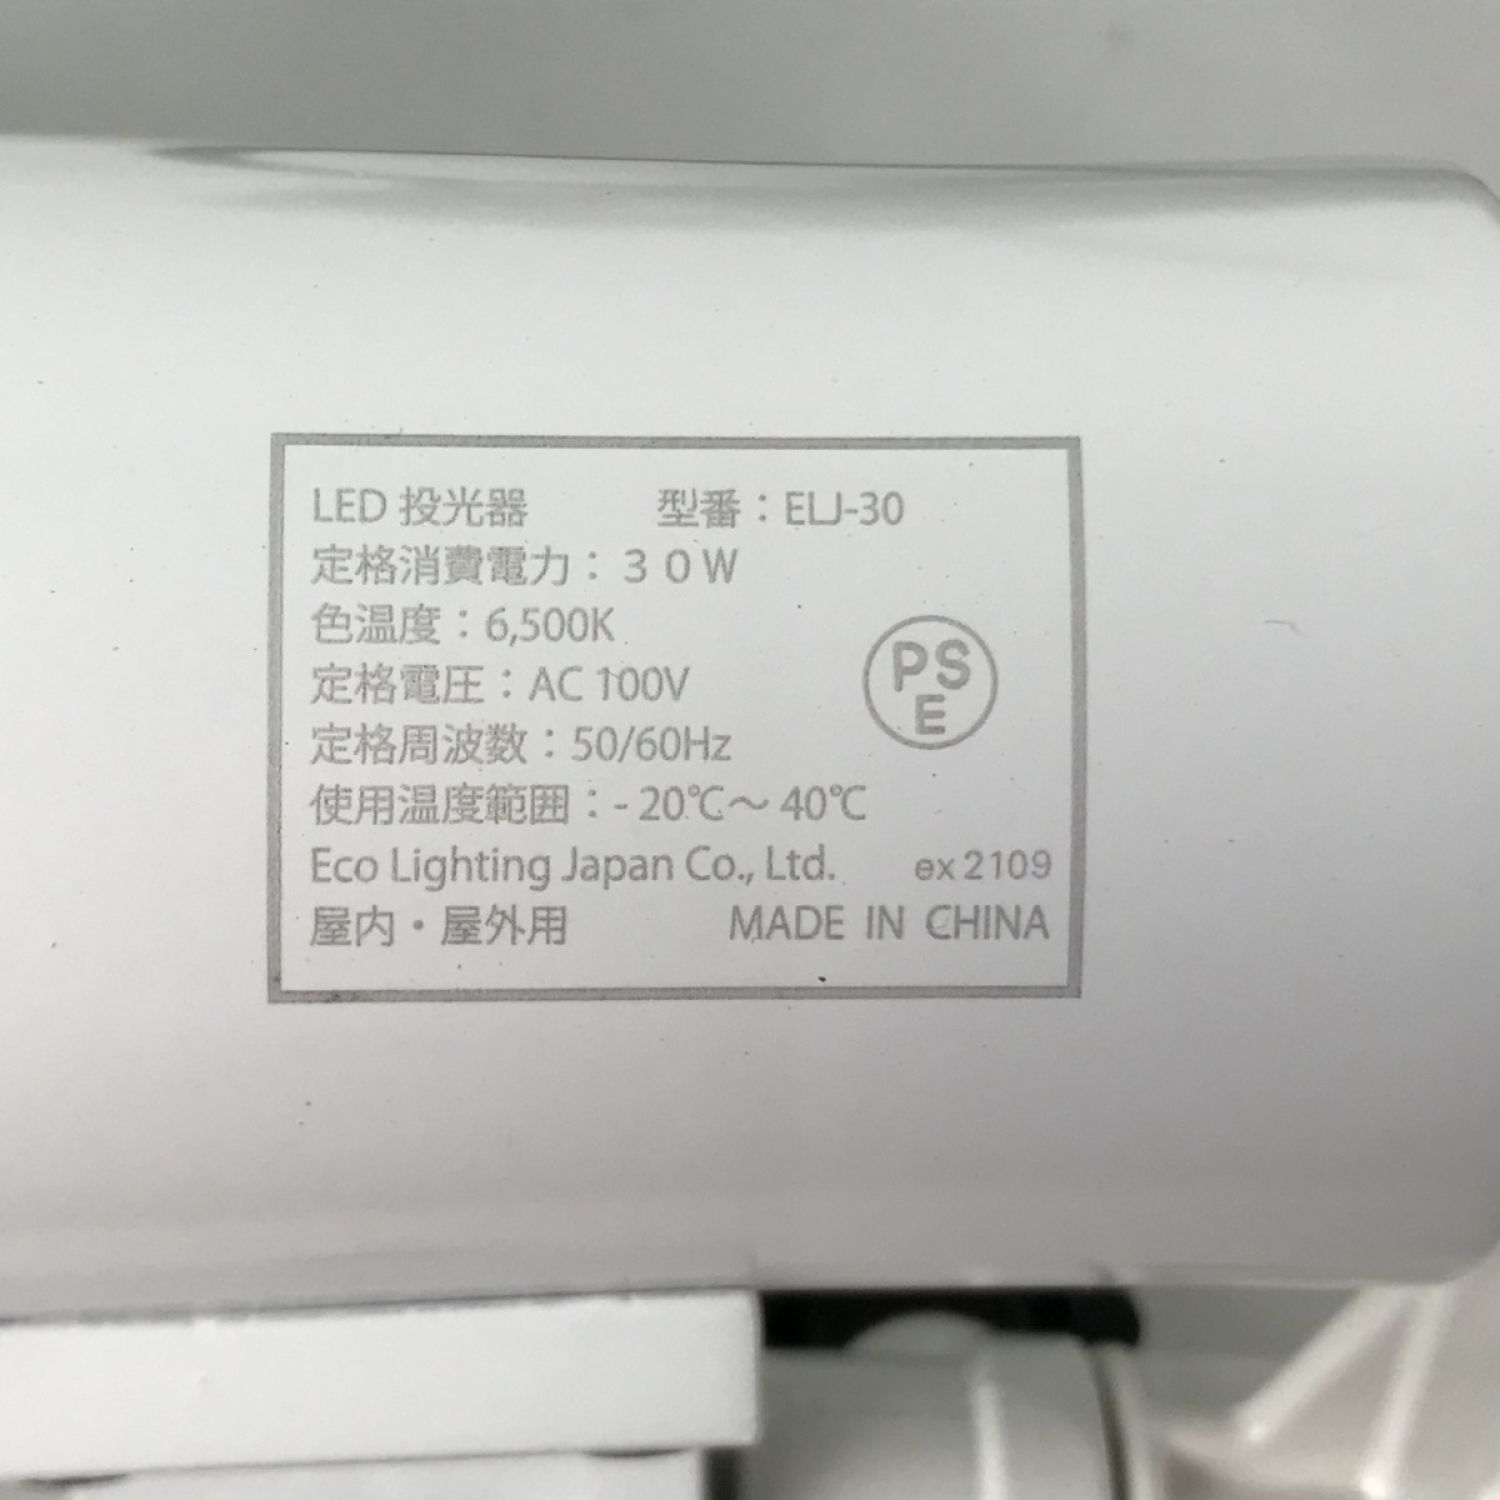 LED 投光器 型番：ELJ-30
定格消費電力：３０W
色温度：6,500K
定格電圧：AC 100V
定格周波数：50/60Hz
PS
E
使用温度範囲：- 20℃～ 40℃
Eco Lighting Japan Co., Ltd. ex2109
屋内・屋外用 MADE IN CHINA